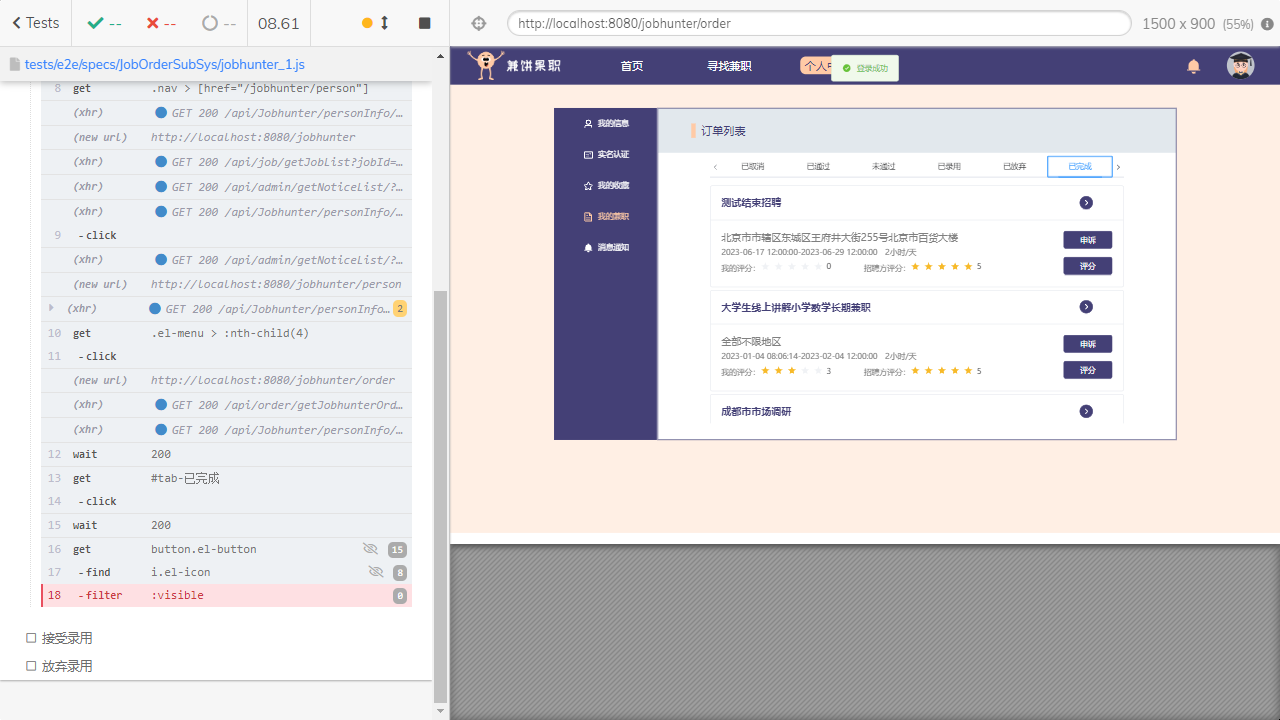 Tests
--
--
--
08.61
http://localhost:8080/jobhunter/order
1500 x 900 (55%)
tests/e2e/specs/JobOrderSubSys/jobhunter_1.js
8 get .nav > [href="/jobhunter/person"]
(xhr) GET 200 /api/Jobhunter/personInfo/...
(new url) http://localhost:8080/jobhunter
(xhr) GET 200 /api/job/getJobList?jobId=...
(xhr) GET 200 /api/admin/getNoticeList/?...
(xhr) GET 200 /api/Jobhunter/personInfo/...
9 -click
(xhr) GET 200 /api/admin/getNoticeList/?...
(new url) http://localhost:8080/jobhunter/person
(xhr) GET 200 /api/Jobhunter/personInfo... 2
10 get .el-menu > :nth-child(4)
11 -click
(new url) http://localhost:8080/jobhunter/order
(xhr) GET 200 /api/order/getJobhunterOrd...
(xhr) GET 200 /api/Jobhunter/personInfo/...
12 wait 200
13 get #tab-已完成
14 -click
15 wait 200
16 get button.el-button 15
17 -find i.el-icon 8
18 -filter :visible 0
接受录用
放弃录用
兼饼果职
首页
寻找兼职
个人中
登录成功
我的信息
实名认证
我的收藏
我的兼职
消息通知
订单列表
已取消
已通过
未通过
已录用
已放弃
已完成
测试结束招聘
北京市市辖区东城区王府井大街255号北京市百货大楼
2023-06-17 12:00:00-2023-06-29 12:00:00 2小时/天
我的评分: 0 招聘方评分: 5
申诉
评分
大学生线上讲解小学数学长期兼职
全部不限地区
2023-01-04 08:06:14-2023-02-04 12:00:00 2小时/天
我的评分: 3 招聘方评分: 5
申诉
评分
成都市市场调研